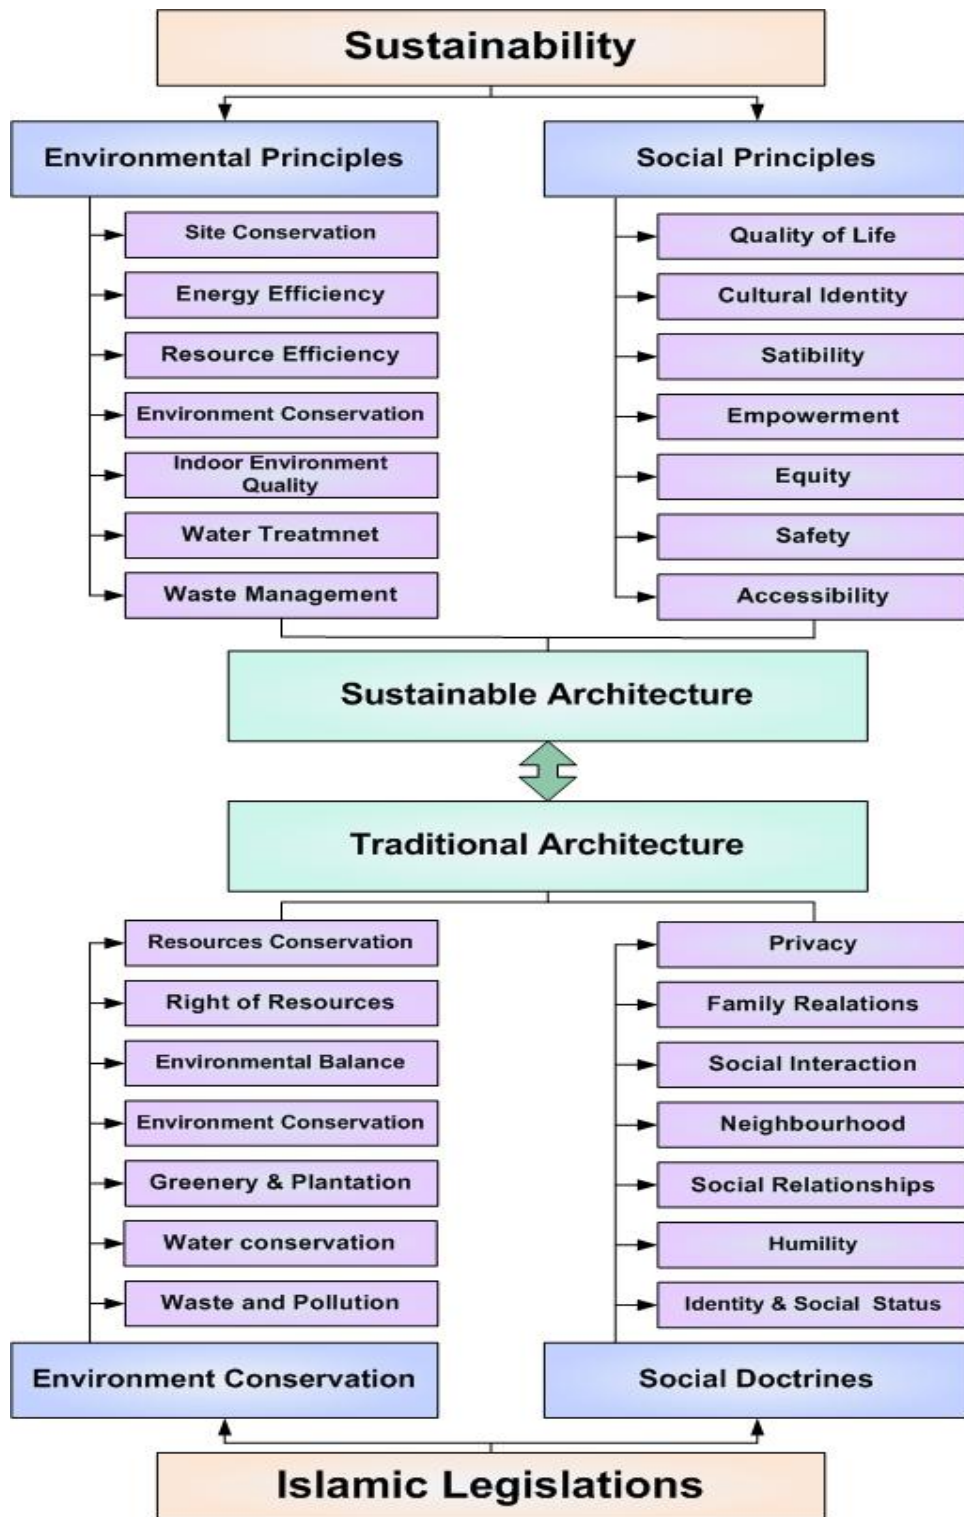 Sustainability
Environmental Principles
Site Conservation
Energy Efficiency
Resource Efficiency
Environment Conservation
Indoor Environment
Quality
Water Treatmnet
Waste Management
Social Principles
Quality of Life
Cultural Identity
Satibility
Empowerment
Equity
Safety
Accessibility
Sustainable Architecture
Traditional Architecture
Resources Conservation
Right of Resources
Environmental Balance
Environment Conservation
Greenery & Plantation
Water conservation
Waste and Pollution
Environment Conservation
Privacy
Family Realations
Social Interaction
Neighbourhood
Social Relationships
Humility
Identity & Social Status
Social Doctrines
Islamic Legislations